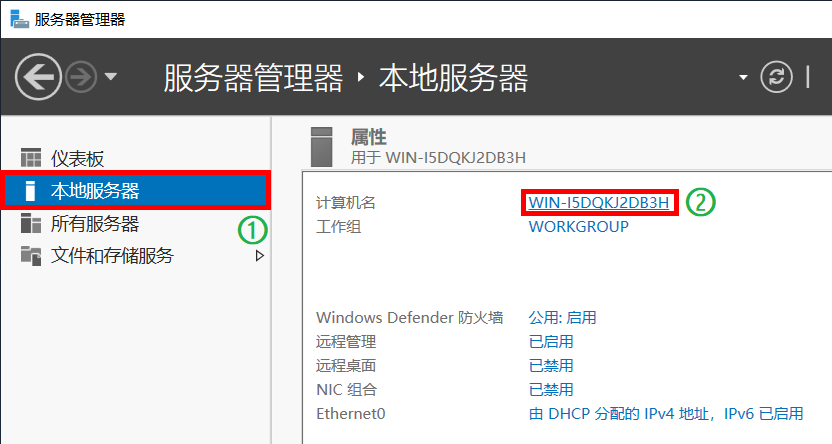 服务器管理器
服务器管理器 ▸ 本地服务器
仪表板
本地服务器
所有服务器
①
文件和存储服务
属性
用于 WIN-I5DQKJ2DB3H
计算机名 WIN-I5DQKJ2DB3H ②
工作组 WORKGROUP
Windows Defender 防火墙 公用: 启用
远程管理 已启用
远程桌面 已禁用
NIC 组合 已禁用
Ethernet0 由 DHCP 分配的 IPv4 地址，IPv6 已启用